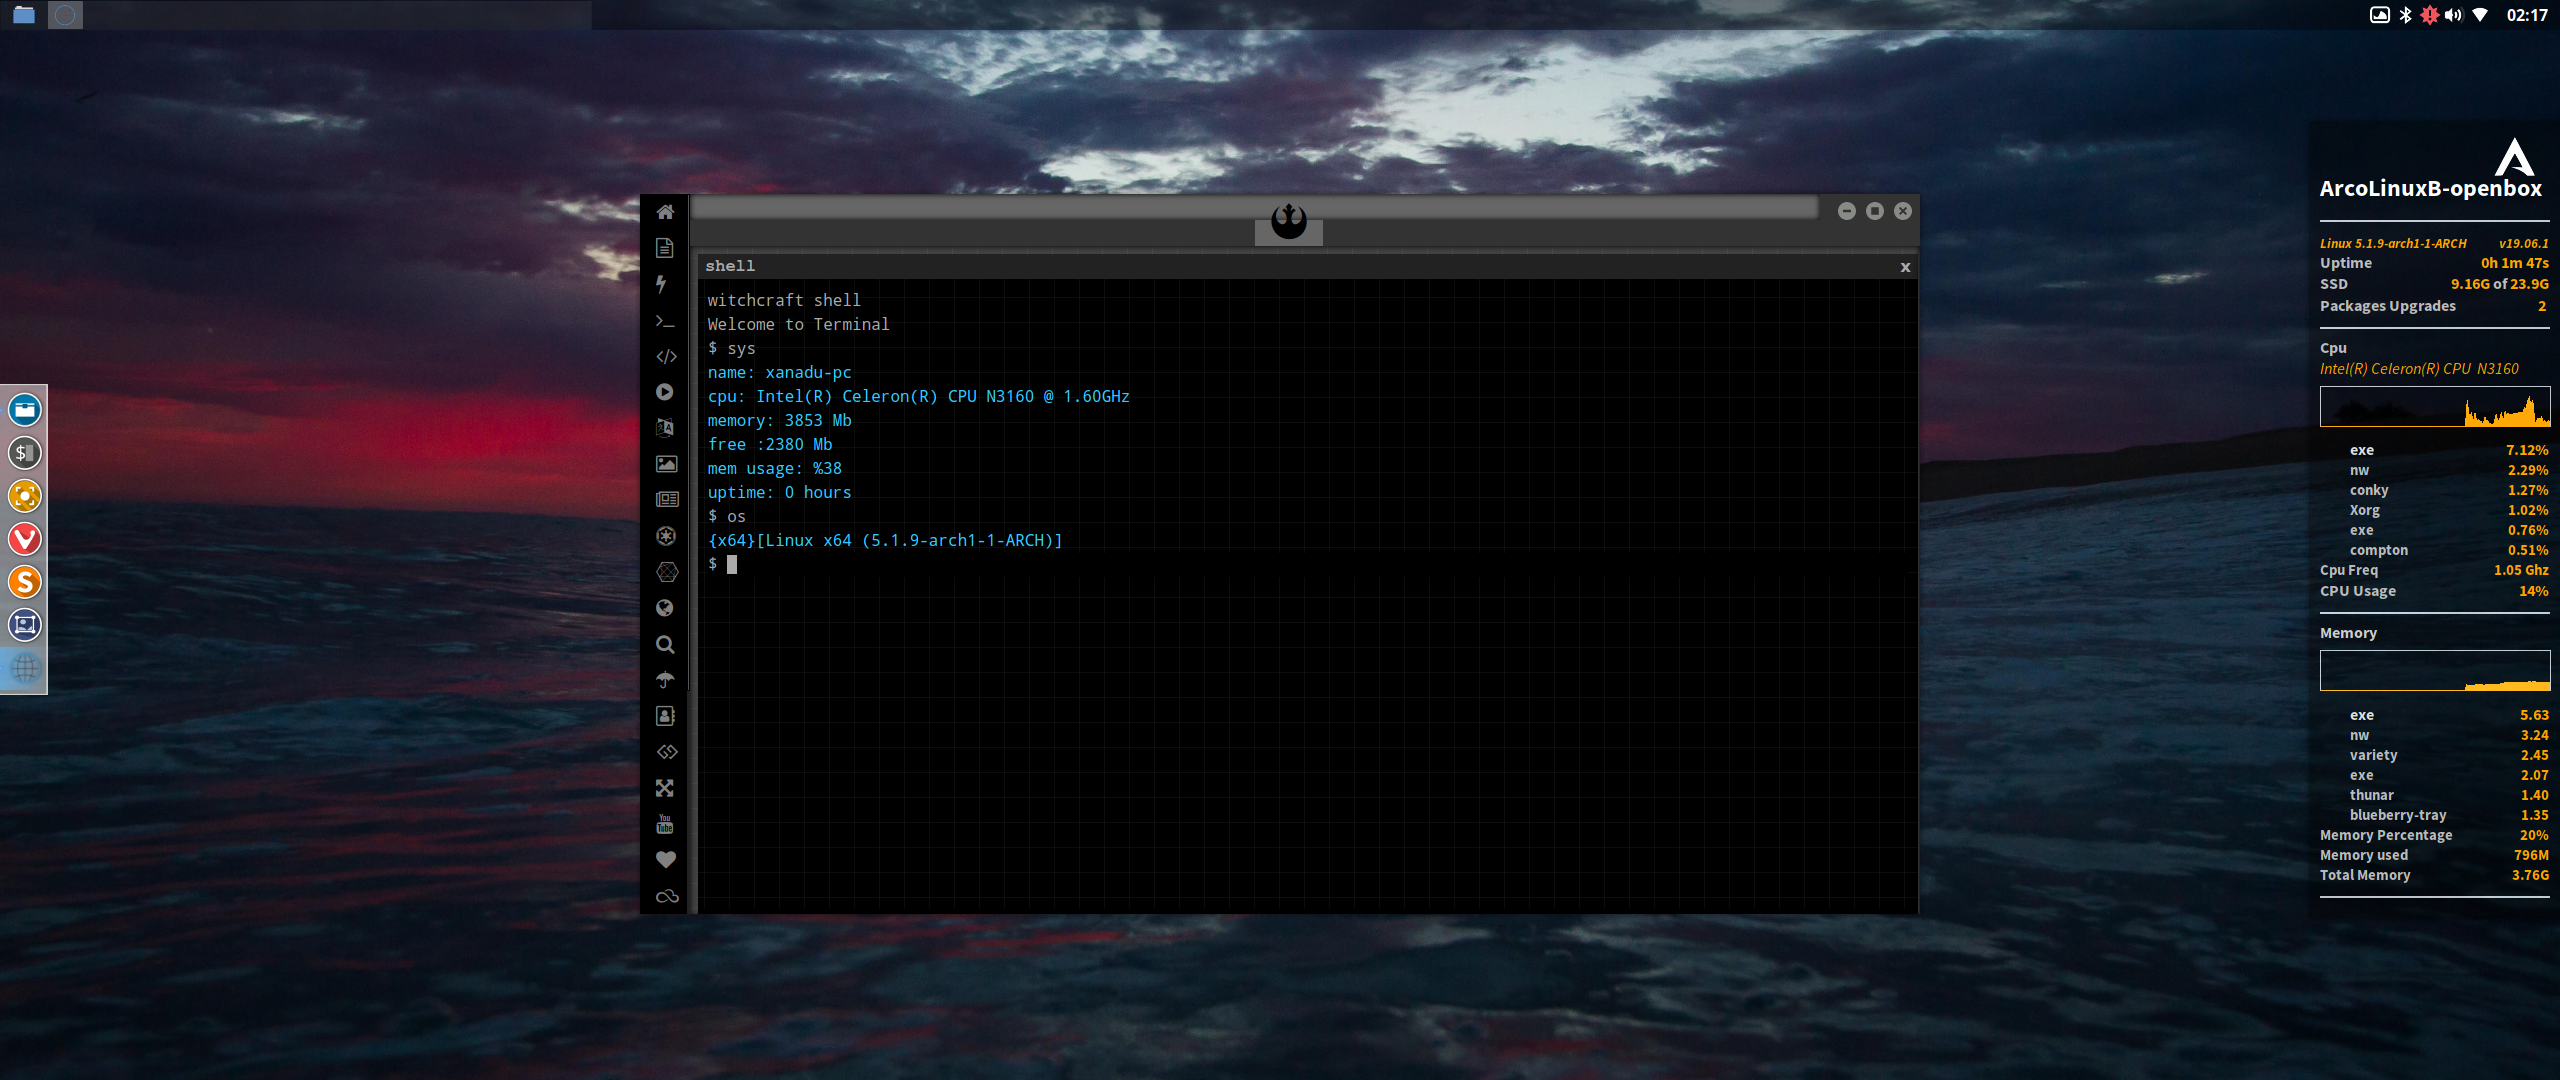 02:17
shell x
witchcraft shell
Welcome to Terminal
$ sys
name: xanadu-pc
cpu: Intel(R) Celeron(R) CPU N3160 @ 1.60GHz
memory: 3853 Mb
free :2380 Mb
mem usage: %38
uptime: 0 hours
$ os
{x64}[Linux x64 (5.1.9-arch1-1-ARCH)]
$
You
Tube
$
S
ArcoLinuxB-openbox
Linux 5.1.9-arch1-1-ARCH v19.06.1
Uptime 0h 1m 47s
SSD 9.16G of 23.9G
Packages Upgrades 2
Cpu
Intel(R) Celeron(R) CPU N3160
exe 7.12%
nw 2.29%
conky 1.27%
Xorg 1.02%
exe 0.76%
compton 0.51%
Cpu Freq 1.05 Ghz
CPU Usage 14%
Memory
exe 5.63
nw 3.24
variety 2.45
exe 2.07
thunar 1.40
blueberry-tray 1.35
Memory Percentage 20%
Memory used 796M
Total Memory 3.76G